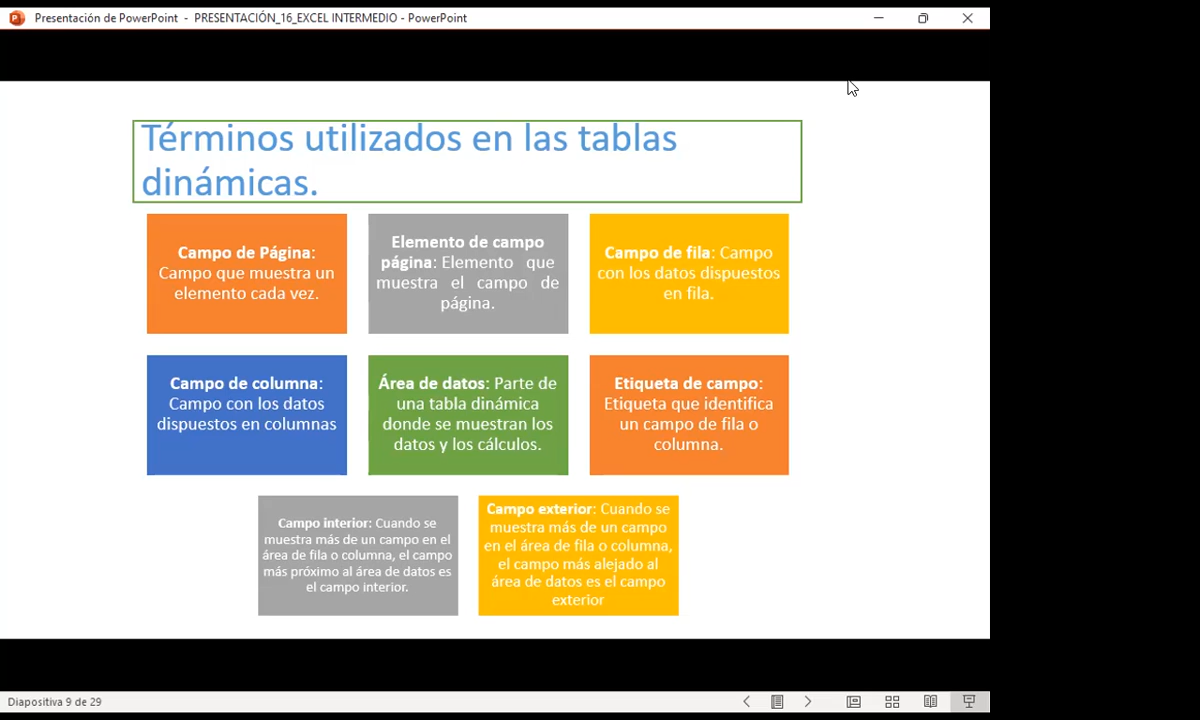 Presentación de PowerPoint - PRESENTACIÓN_16_EXCEL INTERMEDIO - PowerPoint
Términos utilizados en las tablas
dinámicas.
Campo de Página:
Campo que muestra un
elemento cada vez.
Elemento de campo
página: Elemento que
muestra el campo de
página.
Campo de fila: Campo
con los datos dispuestos
en fila.
Campo de columna:
Campo con los datos
dispuestos en columnas
Área de datos: Parte de
una tabla dinámica
donde se muestran los
datos y los cálculos.
Etiqueta de campo:
Etiqueta que identifica
un campo de fila o
columna.
Campo interior: Cuando se
muestra más de un campo en el
área de fila o columna, el campo
más próximo al área de datos es
el campo interior.
Campo exterior: Cuando se
muestra más de un campo
en el área de fila o columna,
el campo más alejado al
área de datos es el campo
exterior
Diapositiva 9 de 29